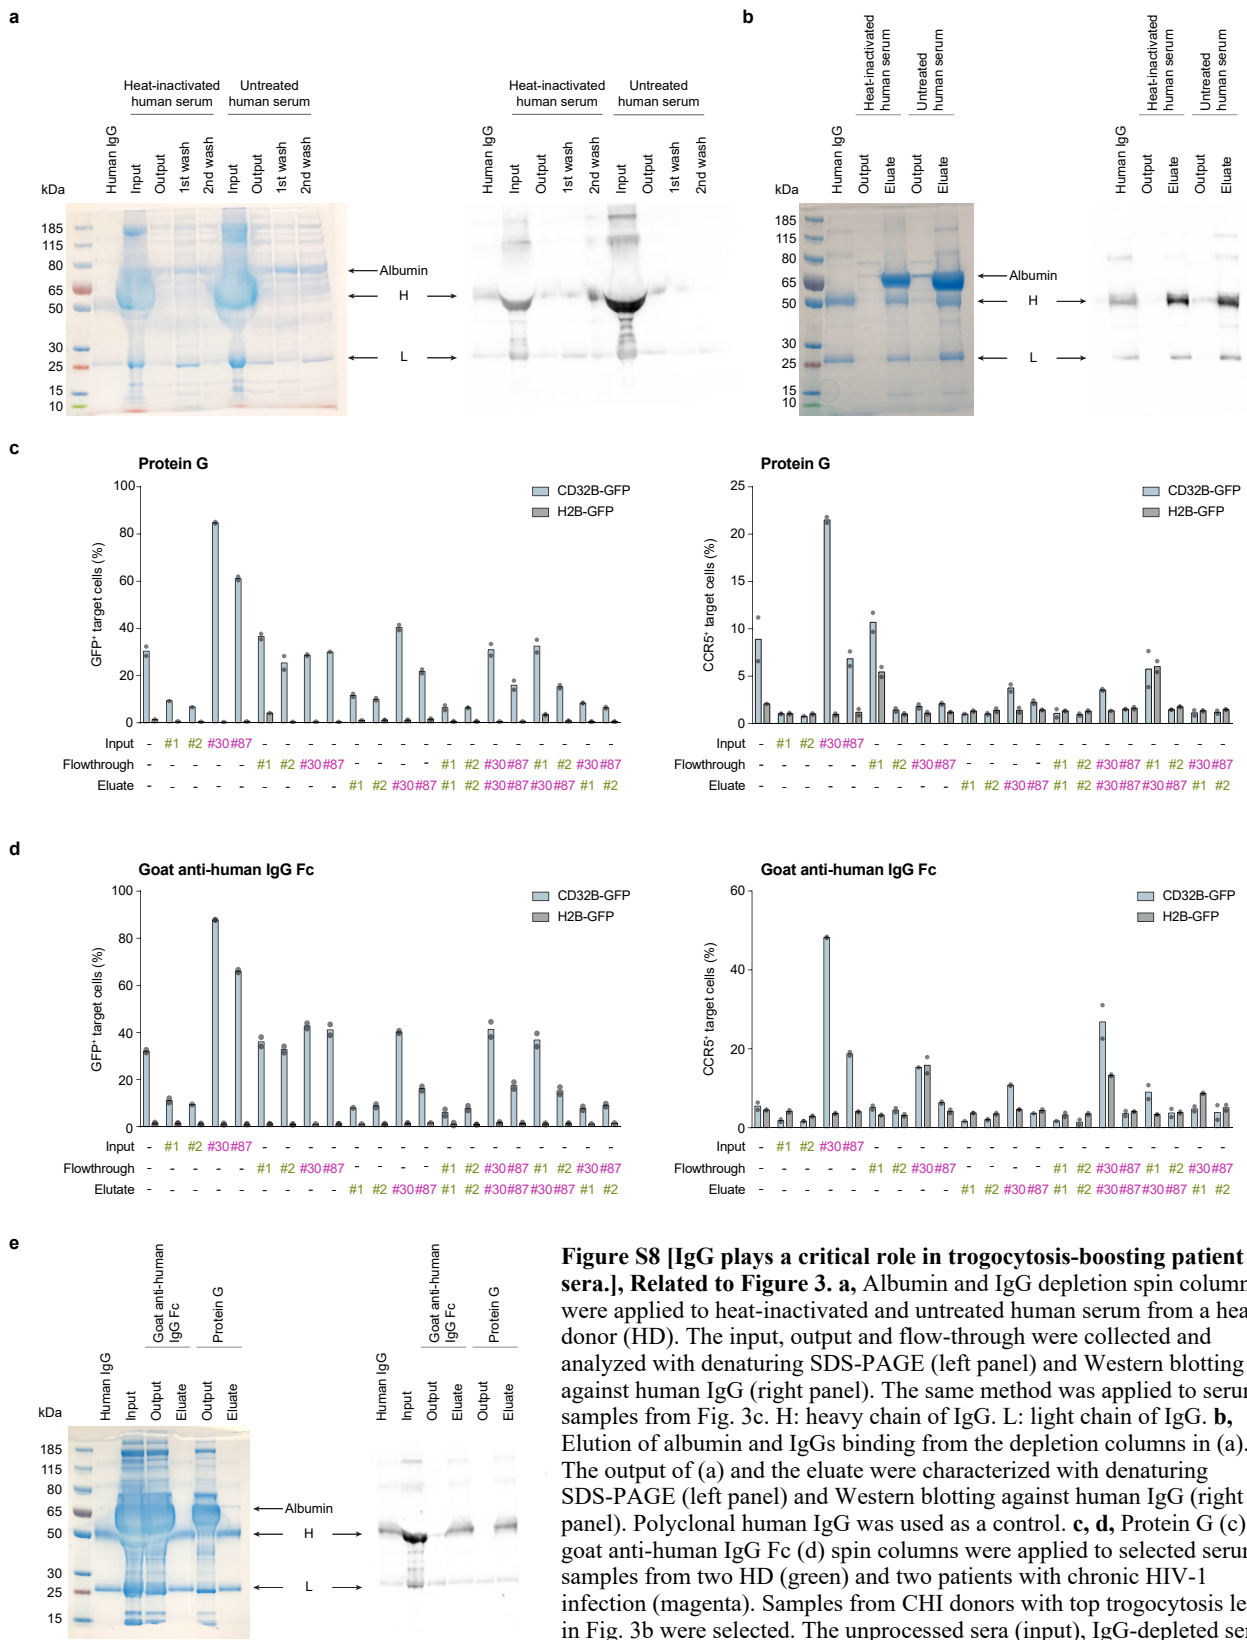 a
Heat-inactivated human serum
Untreated human serum
Human IgG
Input
Output
1st wash
2nd wash
Input
Output
1st wash
2nd wash
kDa
185
115
80
65
50
30
25
15
10
Albumin
H
L
Heat-inactivated human serum
Untreated human serum
Human IgG
Input
Output
1st wash
2nd wash
Input
Output
1st wash
2nd wash
b
Heat-inactivated human serum
Untreated human serum
Human IgG
Output
Eluate
Output
Eluate
kDa
185
115
80
65
50
30
25
15
10
Albumin
H
L
Heat-inactivated human serum
Untreated human serum
Human IgG
Output
Eluate
Output
Eluate
c
Protein G
GFP⁺ target cells (%)
100
80
60
40
20
0
CD32B-GFP
H2B-GFP
Input - #1 #2 #30 #87 - - - - - - - - - - - - - - - -
Flowthrough - - - - - #1 #2 #30 #87 - - - - #1 #2 #30 #87 #1 #2 #30 #87
Eluate - - - - - - - - - #1 #2 #30 #87 #1 #2 #30 #87 #30 #87 #1 #2
Protein G
CCR5⁺ target cells (%)
25
20
15
10
5
0
CD32B-GFP
H2B-GFP
Input - #1 #2 #30 #87 - - - - - - - - - - - - - - - -
Flowthrough - - - - - #1 #2 #30 #87 - - - - #1 #2 #30 #87 #1 #2 #30 #87
Eluate - - - - - - - - - #1 #2 #30 #87 #1 #2 #30 #87 #30 #87 #1 #2
d
Goat anti-human IgG Fc
GFP⁺ target cells (%)
100
80
60
40
20
0
CD32B-GFP
H2B-GFP
Input - #1 #2 #30 #87 - - - - - - - - - - - - - - - -
Flowthrough - - - - - #1 #2 #30 #87 - - - - #1 #2 #30 #87 #1 #2 #30 #87
Elutate - - - - - - - - - #1 #2 #30 #87 #1 #2 #30 #87 #30 #87 #1 #2
Goat anti-human IgG Fc
CCR5⁺ target cells (%)
60
40
20
0
CD32B-GFP
H2B-GFP
Input - #1 #2 #30 #87 - - - - - - - - - - - - - - - -
Flowthrough - - - - - #1 #2 #30 #87 - - - - #1 #2 #30 #87 #1 #2 #30 #87
Eluate - - - - - - - - - #1 #2 #30 #87 #1 #2 #30 #87 #30 #87 #1 #2
e
Goat anti-human IgG Fc
Protein G
Human IgG
Input
Output
Eluate
Output
Eluate
kDa
185
115
80
65
50
30
25
15
Albumin
H
L
Goat anti-human IgG Fc
Protein G
Human IgG
Input
Output
Eluate
Output
Eluate
Figure S8 [IgG plays a critical role in trogocytosis-boosting patient
sera.], Related to Figure 3. a, Albumin and IgG depletion spin column
were applied to heat-inactivated and untreated human serum from a hea
donor (HD). The input, output and flow-through were collected and
analyzed with denaturing SDS-PAGE (left panel) and Western blotting
against human IgG (right panel). The same method was applied to serum
samples from Fig. 3c. H: heavy chain of IgG. L: light chain of IgG. b,
Elution of albumin and IgGs binding from the depletion columns in (a).
The output of (a) and the eluate were characterized with denaturing
SDS-PAGE (left panel) and Western blotting against human IgG (right
panel). Polyclonal human IgG was used as a control. c, d, Protein G (c)
goat anti-human IgG Fc (d) spin columns were applied to selected serum
samples from two HD (green) and two patients with chronic HIV-1
infection (magenta). Samples from CHI donors with top trogocytosis le
in Fig. 3b were selected. The unprocessed sera (input), IgG-depleted ser